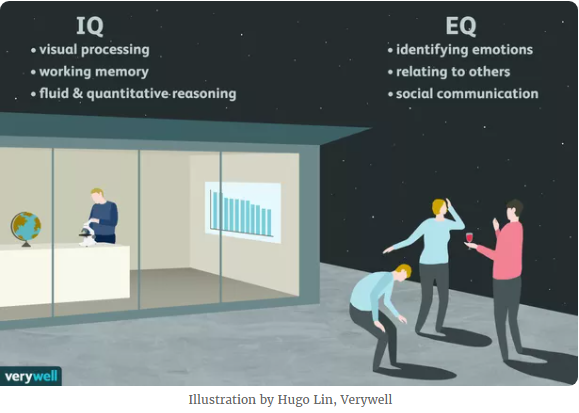 IQ
• visual processing
• working memory
• fluid & quantitative reasoning
EQ
• identifying emotions
• relating to others
• social communication
verywell
Illustration by Hugo Lin, Verywell